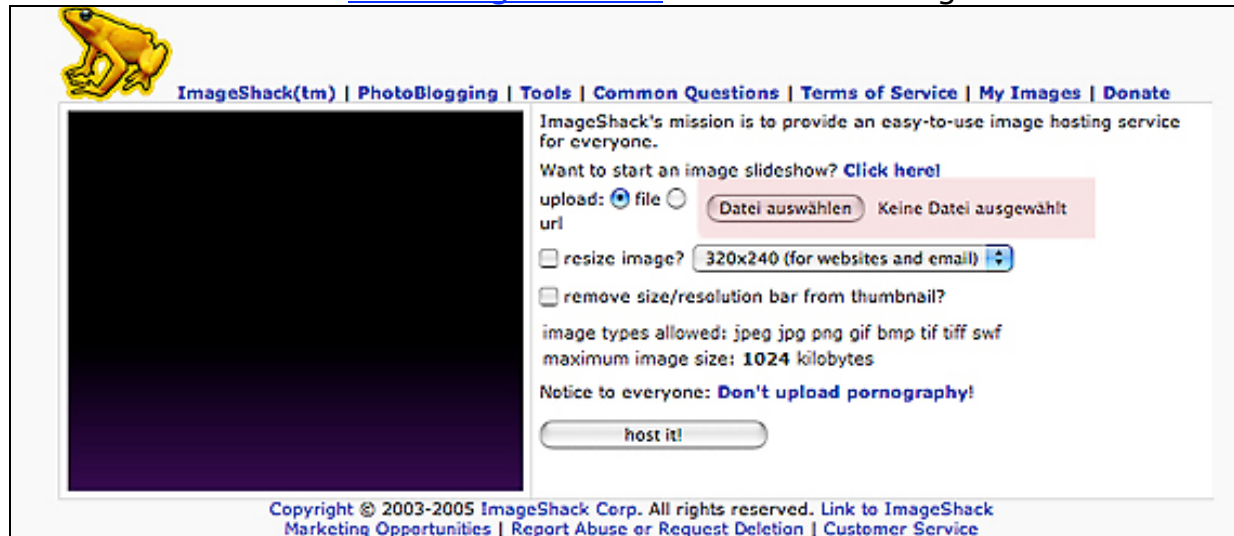 ImageShack(tm) | PhotoBlogging | Tools | Common Questions | Terms of Service | My Images | Donate
ImageShack's mission is to provide an easy-to-use image hosting service
for everyone.
Want to start an image slideshow? Click here!
upload: file
url
Datei auswählen Keine Datei ausgewählt
resize image? 320x240 (for websites and email)
remove size/resolution bar from thumbnail?
image types allowed: jpeg jpg png gif bmp tif tiff swf
maximum image size: 1024 kilobytes
Notice to everyone: Don't upload pornography!
host it!
Copyright © 2003-2005 ImageShack Corp. All rights reserved. Link to ImageShack
Marketing Opportunities | Report Abuse or Request Deletion | Customer Service